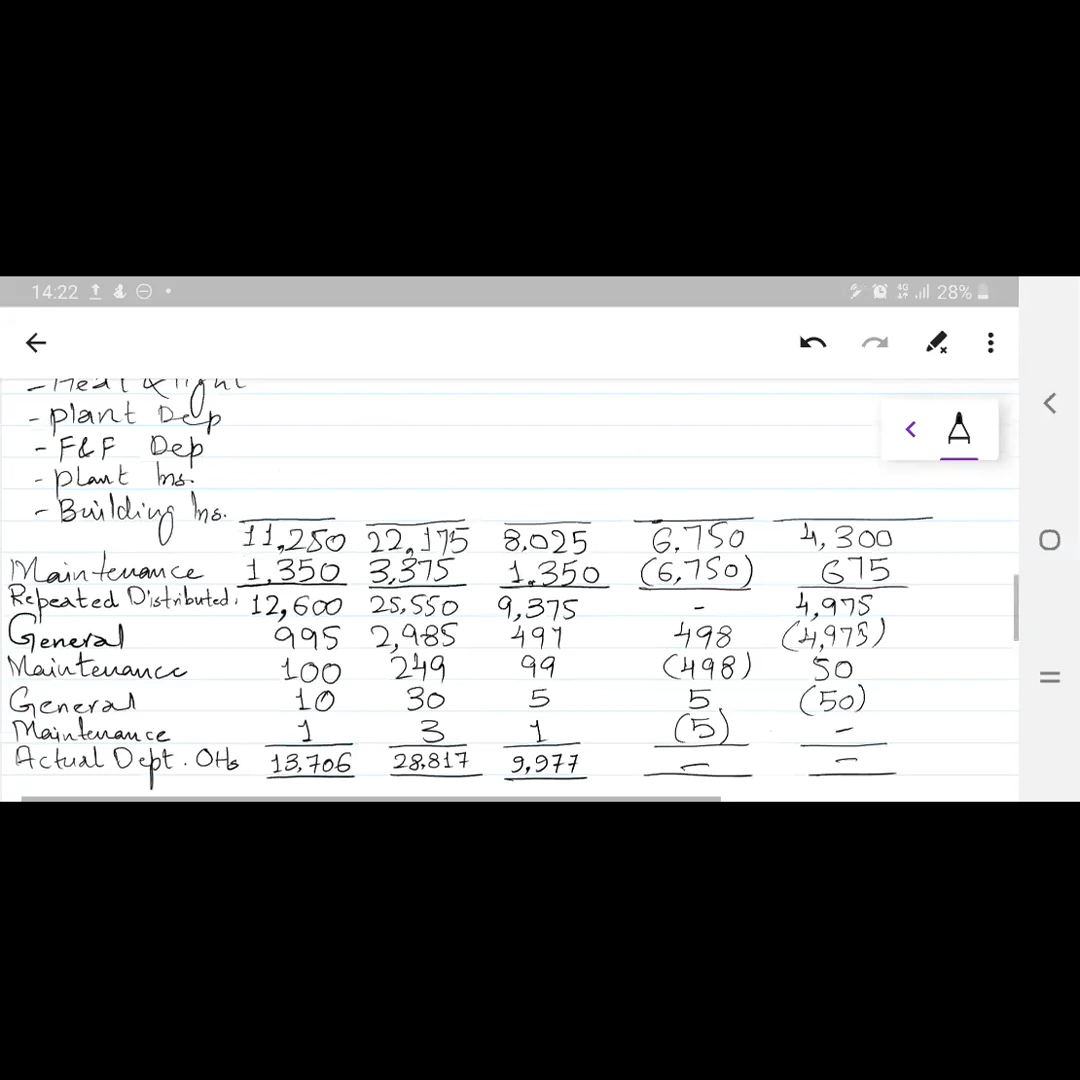 14:22 28%
- Heat & light
- plant Dep
- F&F Dep
- plant Ins.
- Building Ins.
11,250 22,175 8,025 6,750 4,300
Maintenance 1,350 3,375 1,350 (6,750) 675
Repeated Distributed. 12,600 25,550 9,375 - 4,975
General 995 2,985 497 498 (4,975)
Maintenance 100 249 99 (498) 50
General 10 30 5 5 (50)
Maintenance 1 3 1 (5) -
Actual Dept. OHs 13,706 28,817 9,977 - -